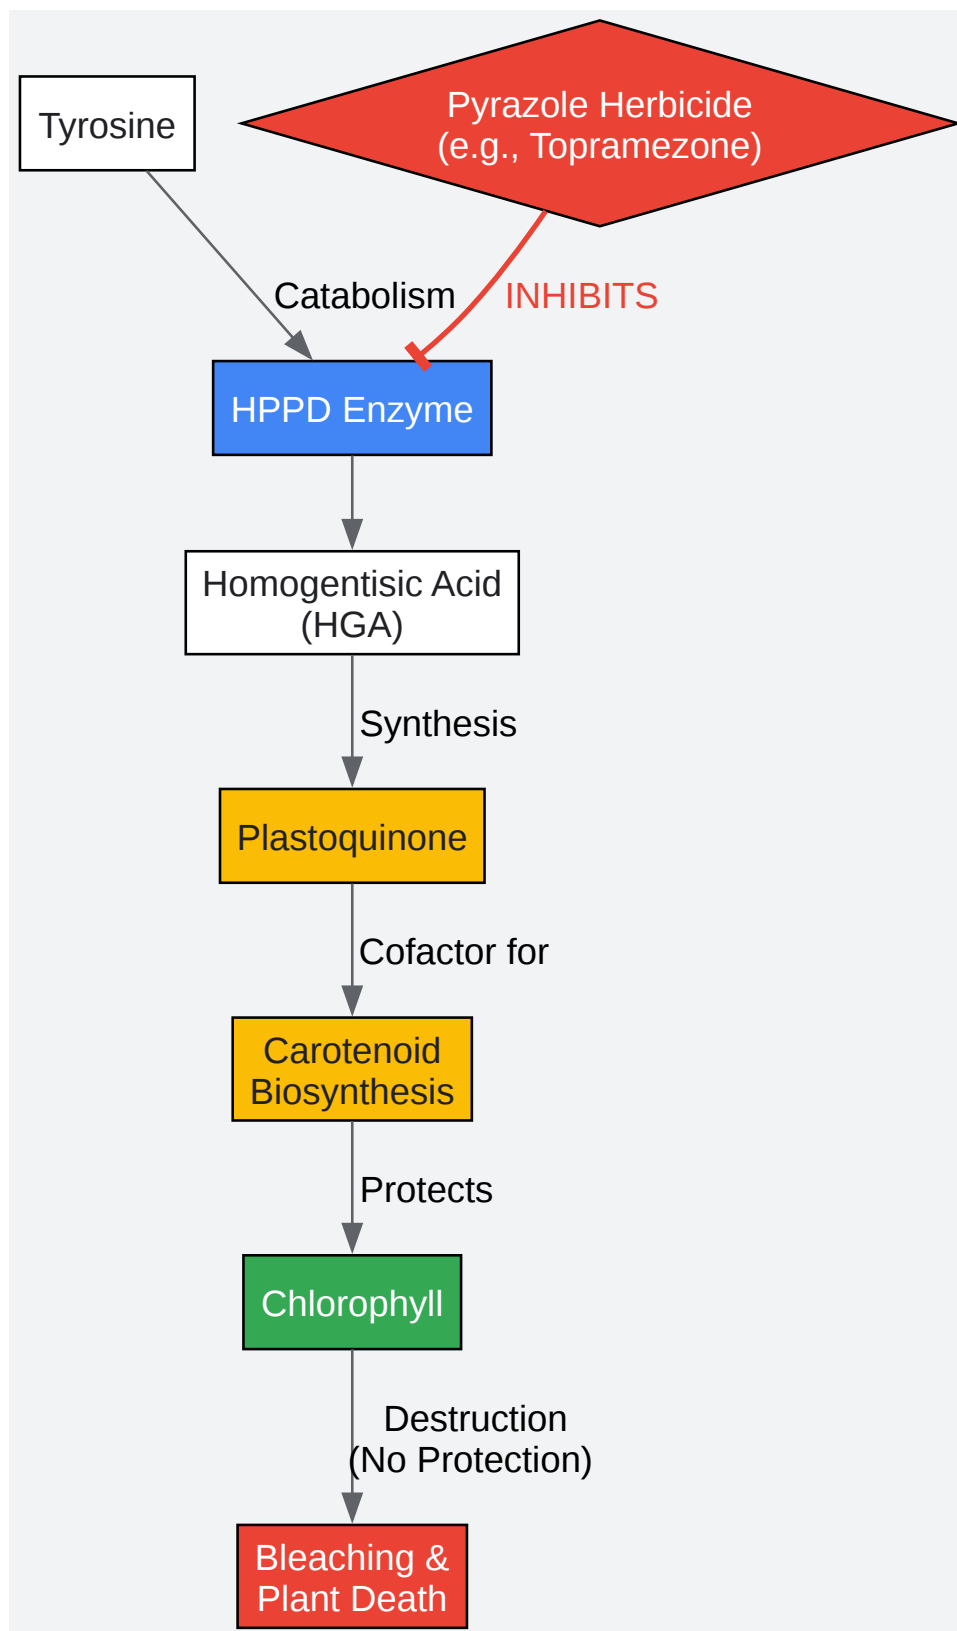 Tyrosine
Pyrazole Herbicide
(e.g., Topramezone)
Catabolism
INHIBITS
HPPD Enzyme
Homogentisic Acid
(HGA)
Synthesis
Plastoquinone
Cofactor for
Carotenoid
Biosynthesis
Protects
Chlorophyll
Destruction
(No Protection)
Bleaching &
Plant Death